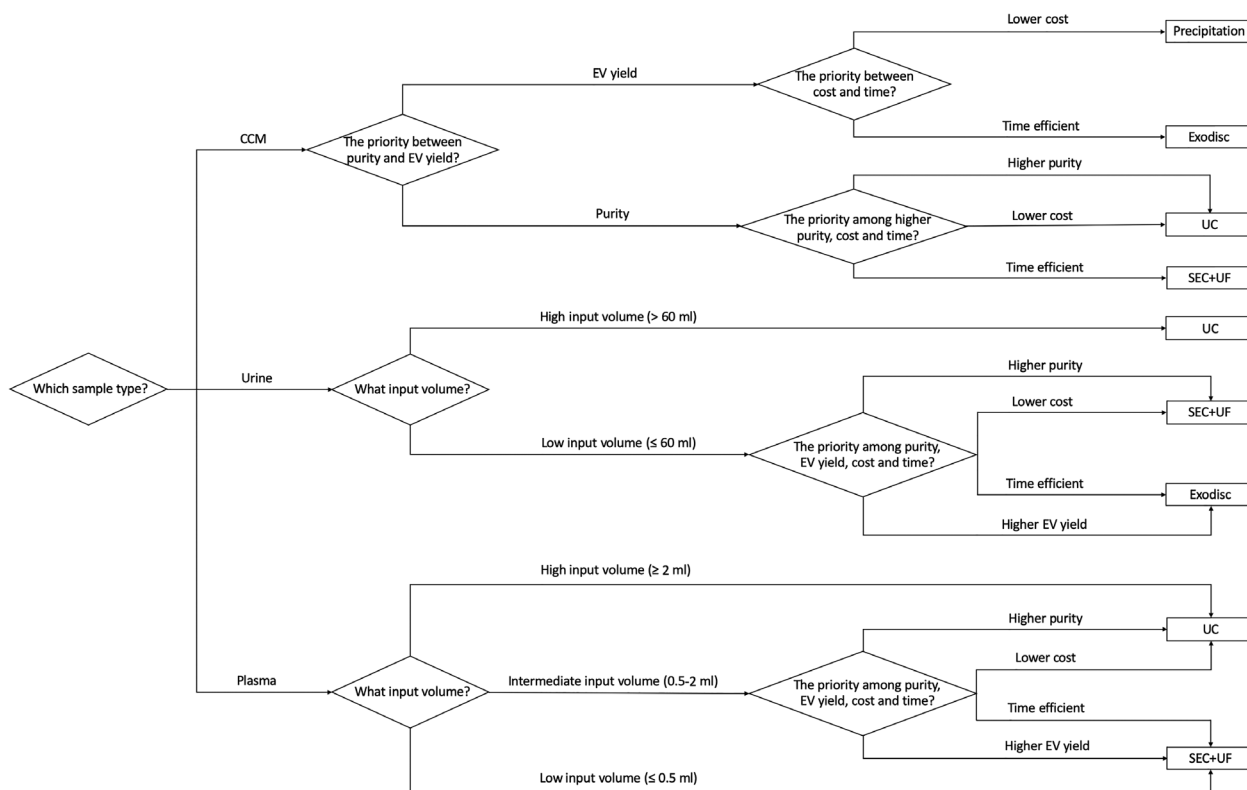 Lower cost
Precipitation
EV yield
The priority between
cost and time?
CCM
The priority between
purity and EV yield?
Time efficient
Exodisc
Higher purity
Purity
The priority among higher
purity, cost and time?
Lower cost
UC
Time efficient
SEC+UF
High input volume (> 60 ml)
UC
Which sample type?
Urine
What input volume?
Higher purity
Lower cost
SEC+UF
Low input volume (≤ 60 ml)
The priority among purity,
EV yield, cost and time?
Time efficient
Exodisc
Higher EV yield
High input volume (≥ 2 ml)
Higher purity
UC
Lower cost
Plasma
What input volume?
Intermediate input volume (0.5-2 ml)
The priority among purity,
EV yield, cost and time?
Time efficient
Higher EV yield
SEC+UF
Low input volume (≤ 0.5 ml)